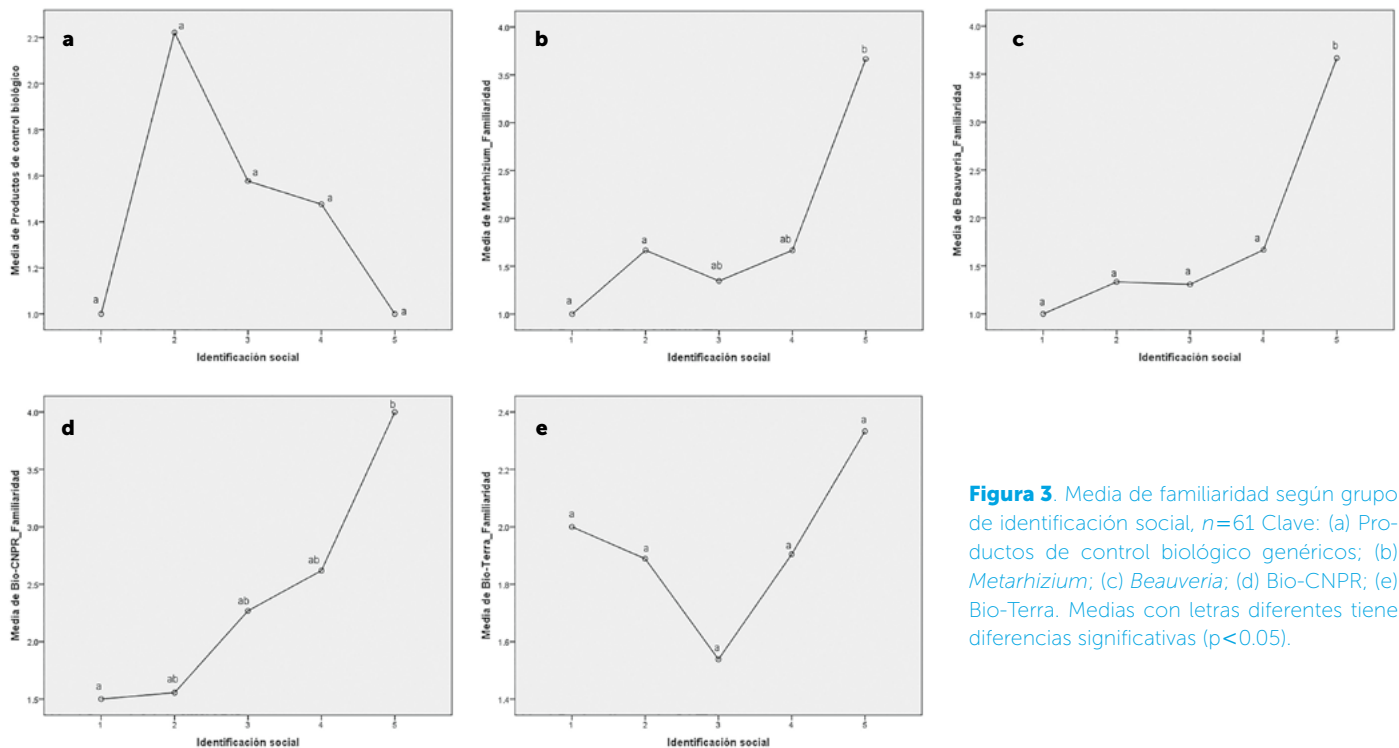 a
Media de Productos de control biológico
2.2
2.0
1.8
1.6
1.4
1.2
1.0
a
a
a
a
a
1
2
3
4
5
Identificación social
b
Media de Metarhizium_Familiaridad
4.0
3.5
3.0
2.5
2.0
1.5
1.0
a
a
ab
ab
b
1
2
3
4
5
Identificación social
c
Media de Beauveria_Familiaridad
4.0
3.5
3.0
2.5
2.0
1.5
1.0
a
a
a
a
b
1
2
3
4
5
Identificación social
d
Media de Bio-CNPR_Familiaridad
4.0
3.5
3.0
2.5
2.0
1.5
a
ab
ab
ab
b
1
2
3
4
5
Identificación social
e
Media de Bio-Terra_Familiaridad
2.4
2.2
2.0
1.8
1.6
1.4
a
a
a
a
a
1
2
3
4
5
Identificación social
Figura 3. Media de familiaridad según grupo
de identificación social, n=61 Clave: (a) Pro-
ductos de control biológico genéricos; (b)
Metarhizium; (c) Beauveria; (d) Bio-CNPR; (e)
Bio-Terra. Medias con letras diferentes tiene
diferencias significativas (p<0.05).